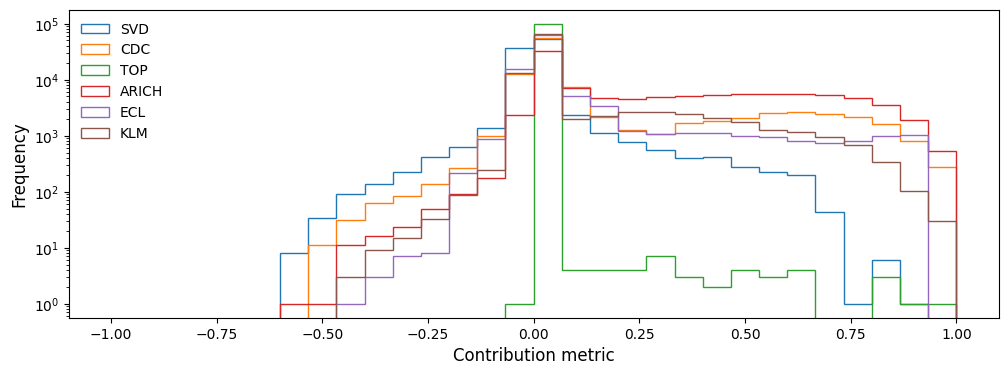 10⁵
10⁴
10³
10²
10¹
10⁰
Frequency
SVD
CDC
TOP
ARICH
ECL
KLM
−1.00 −0.75 −0.50 −0.25 0.00 0.25 0.50 0.75 1.00
Contribution metric